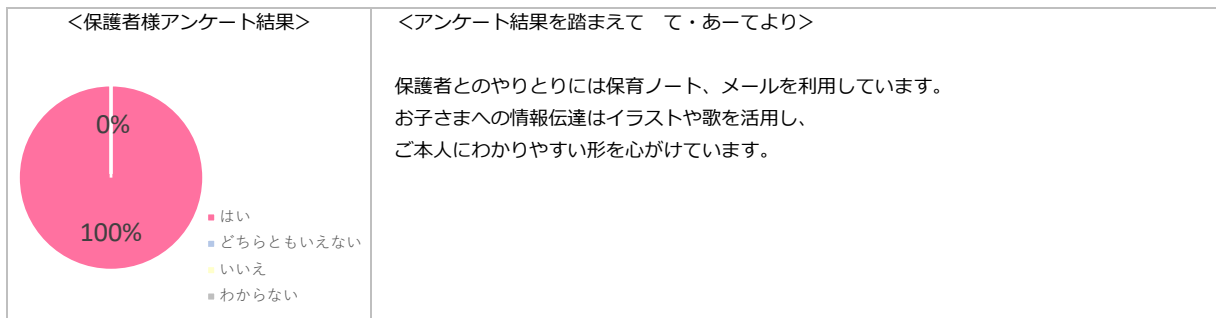 ＜保護者様アンケート結果＞
0%
100%
はい
どちらともいえない
いいえ
わからない
＜アンケート結果を踏まえて　て・あーてより＞
保護者とのやりとりには保育ノート、メールを利用しています。
お子さまへの情報伝達はイラストや歌を活用し、
ご本人にわかりやすい形を心がけています。